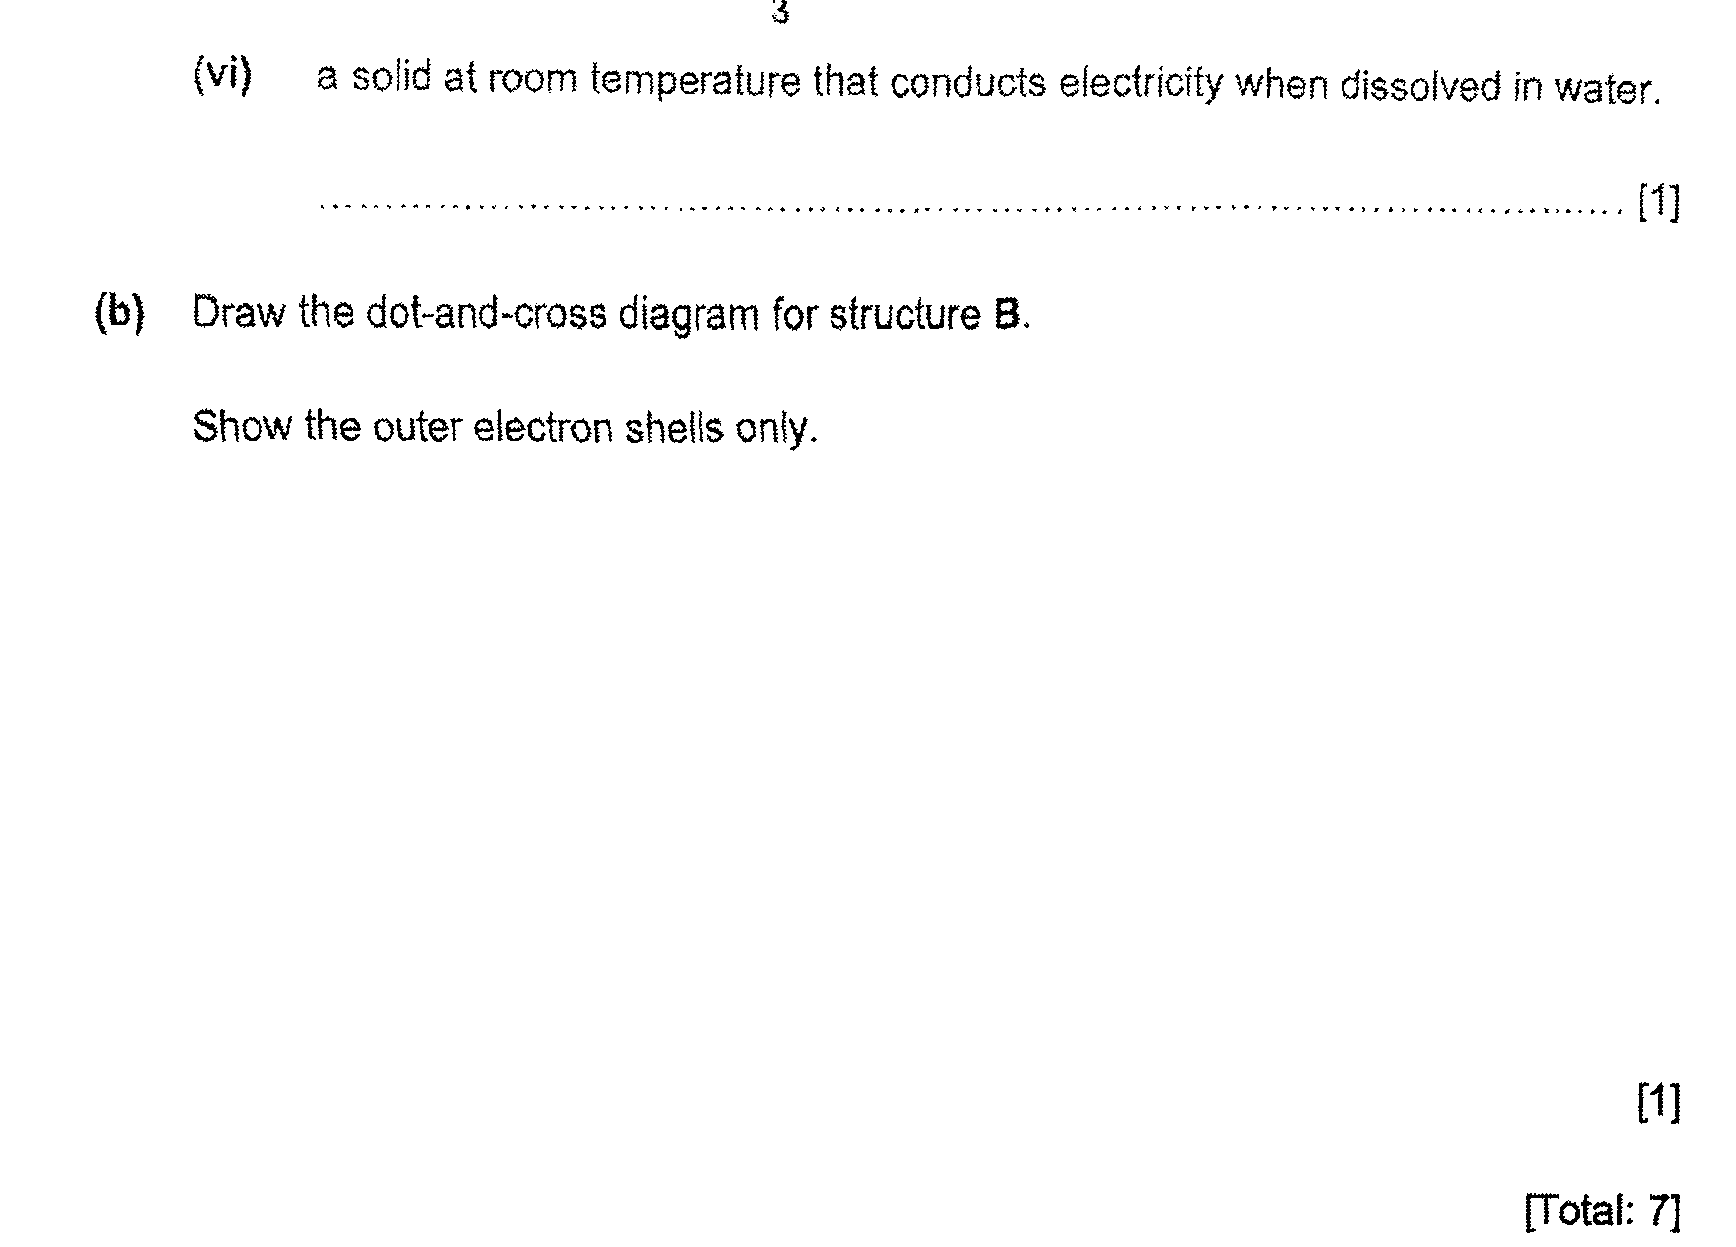 3
(vi) a solid at room temperature that conducts electricity when dissolved in water.
........................................................................................................ [1]
(b) Draw the dot-and-cross diagram for structure B.
Show the outer electron shells only.
[1]
[Total: 7]